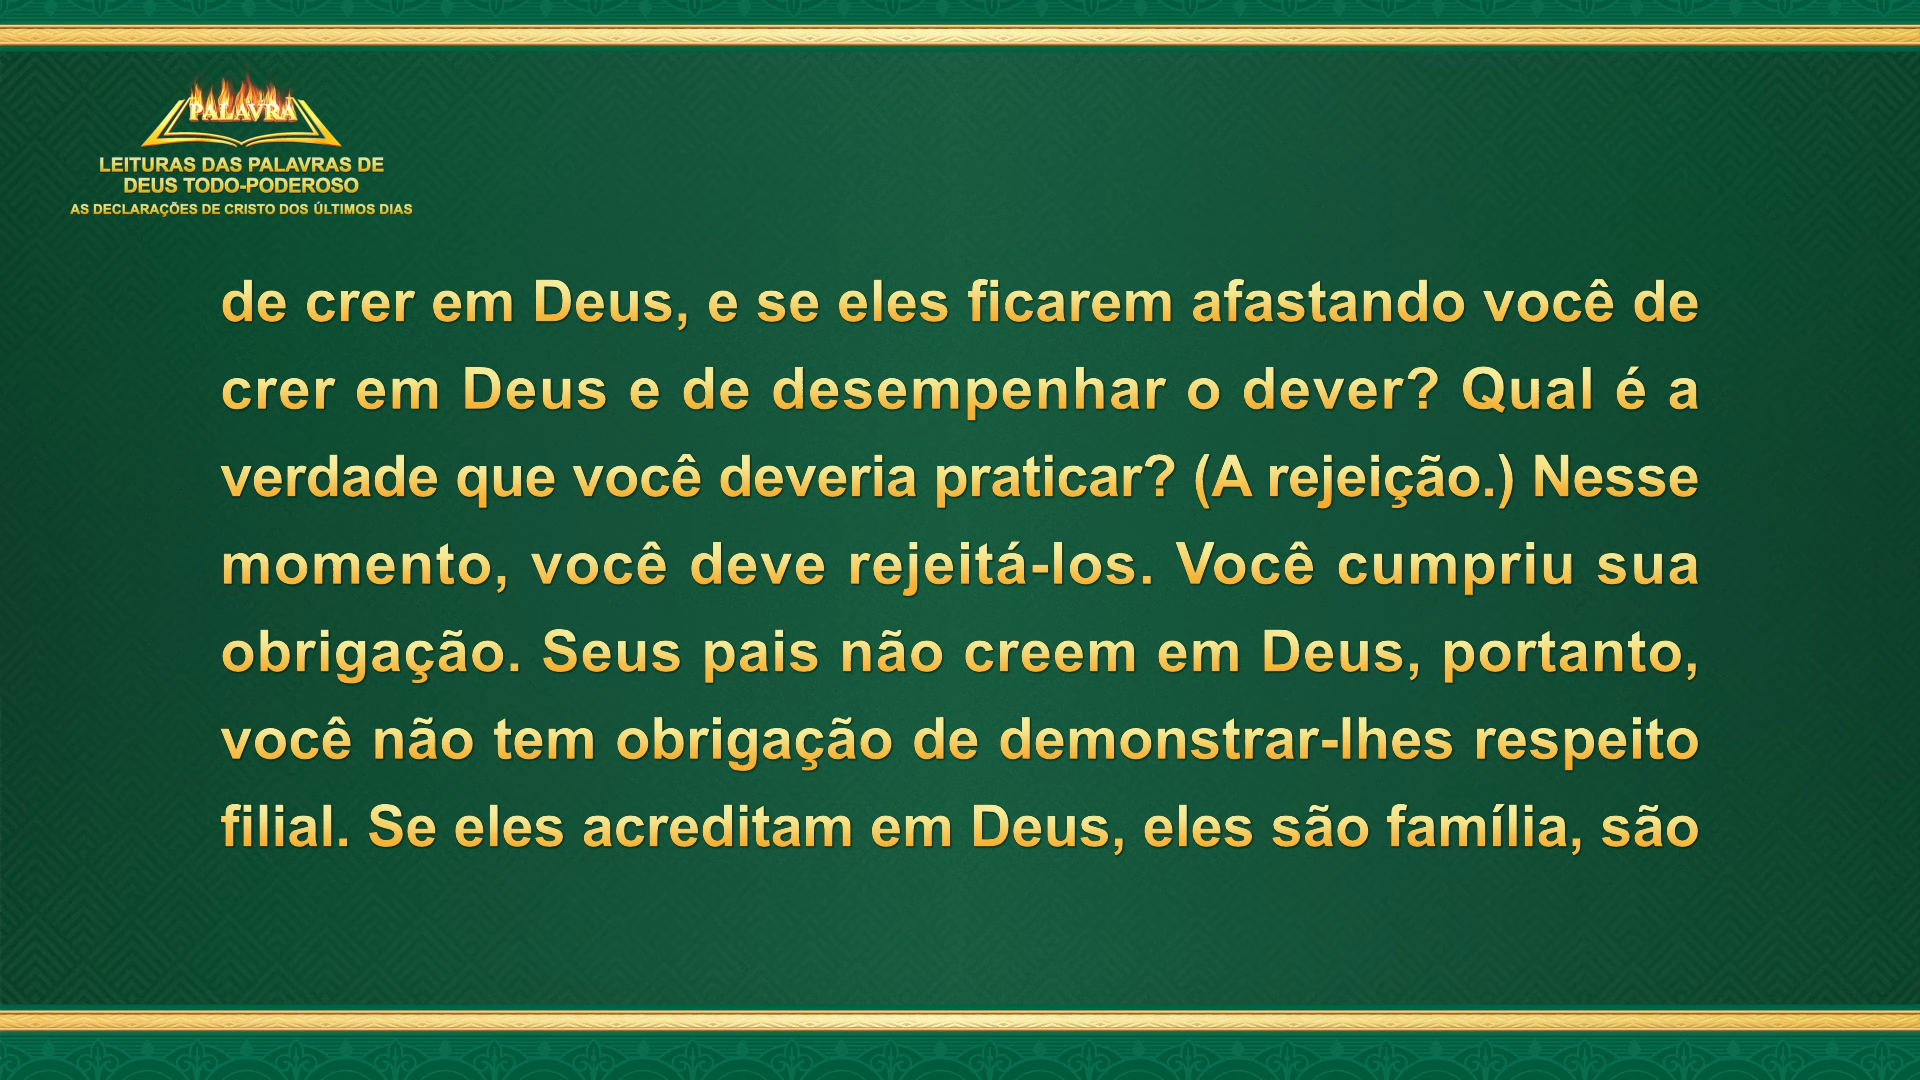 PALAVRA
LEITURAS DAS PALAVRAS DE
DEUS TODO-PODEROSO
AS DECLARAÇÕES DE CRISTO DOS ÚLTIMOS DIAS
de crer em Deus, e se eles ficarem afastando você de
crer em Deus e de desempenhar o dever? Qual é a
verdade que você deveria praticar? (A rejeição.) Nesse
momento, você deve rejeitá-los. Você cumpriu sua
obrigação. Seus pais não creem em Deus, portanto,
você não tem obrigação de demonstrar-lhes respeito
filial. Se eles acreditam em Deus, eles são família, são